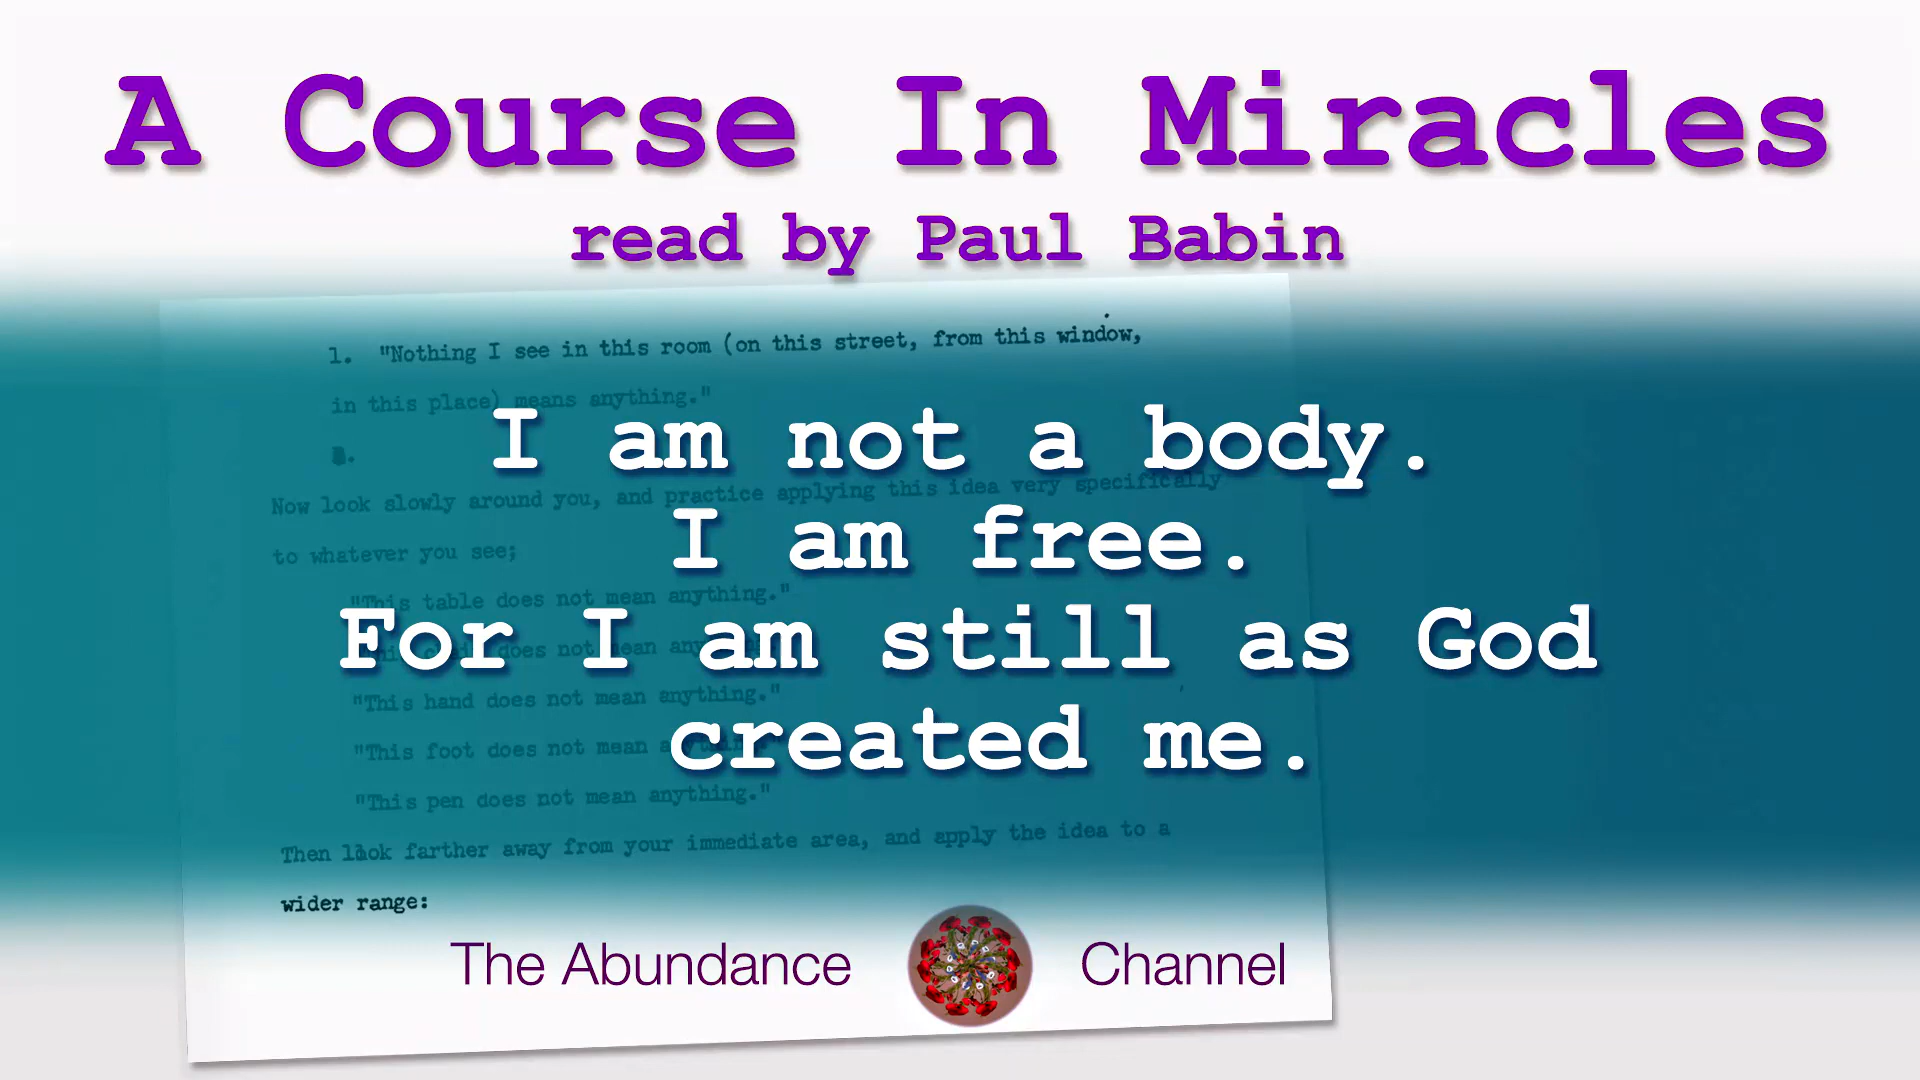 A Course In Miracles
read by Paul Babin
1. "Nothing I see in this room (on this street, from this window,
in this place) means anything."
I am not a body.
Now look slowly around you, and practice applying this idea very specifically
I am free.
to whatever you see;
"This table does not mean anything."
For I am still as God
does not mean
"This hand does not mean anything."
created me.
"This foot does not mean
"This pen does not mean anything."
Then look farther away from your immediate area, and apply the idea to a
wider range:
The Abundance Channel